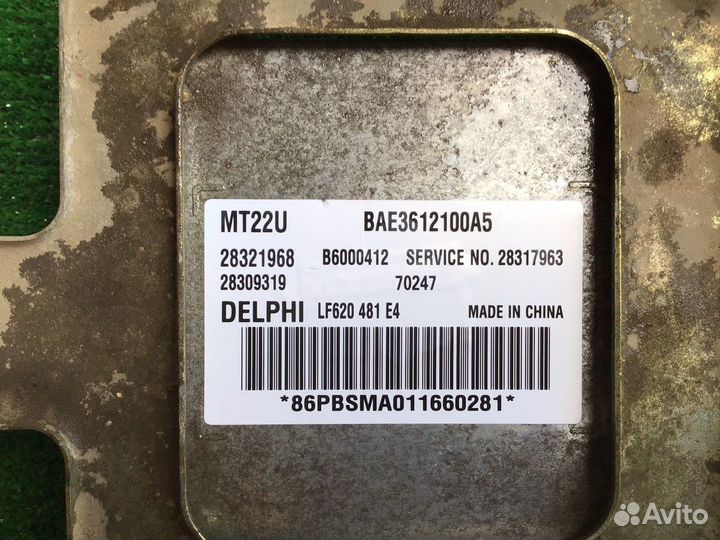 MT22U BAE3612100A5
28321968 B6000412 SERVICE NO. 28317963
28309319 70247
DELPHI LF620 481 E4 MADE IN CHINA
*86PBSMA011660281*
Avito